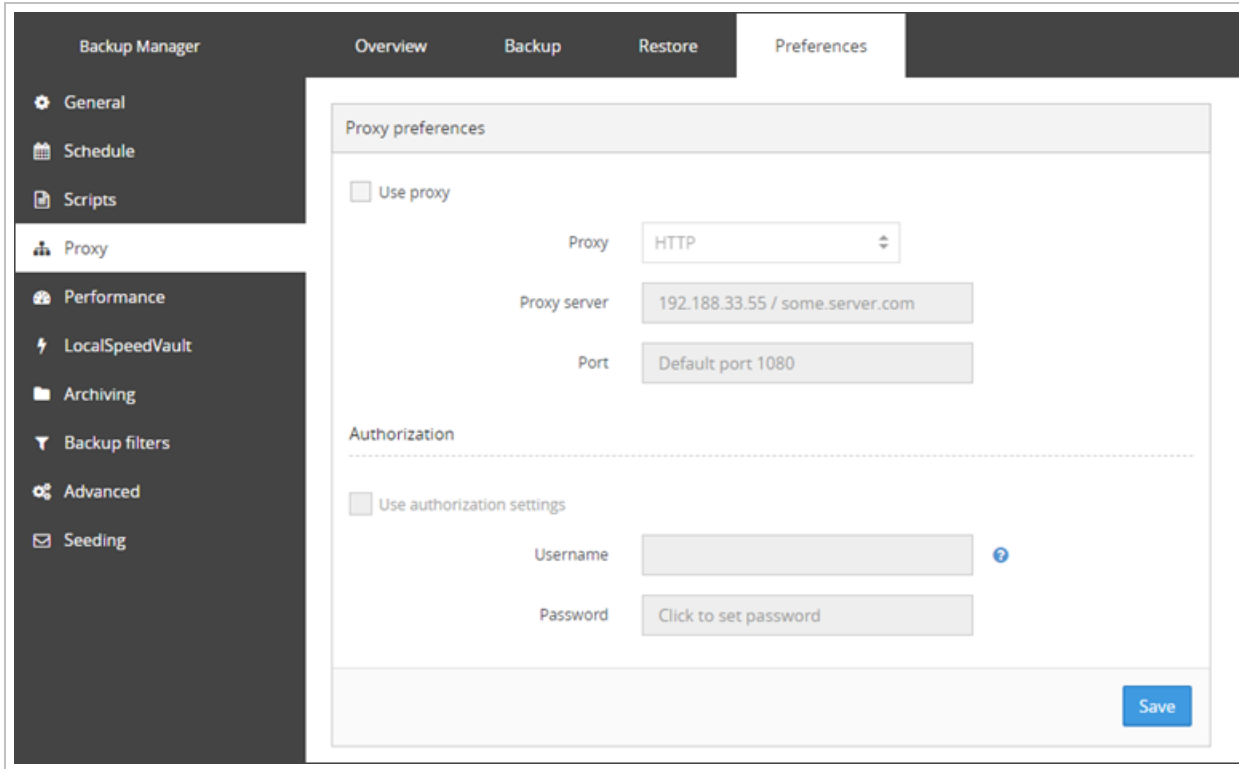 Backup Manager
Overview
Backup
Restore
Preferences
General
Schedule
Scripts
Proxy
Performance
LocalSpeedVault
Archiving
Backup filters
Advanced
Seeding
Proxy preferences
Use proxy
Proxy HTTP
Proxy server 192.188.33.55 / some.server.com
Port Default port 1080
Authorization
Use authorization settings
Username
Password Click to set password
Save